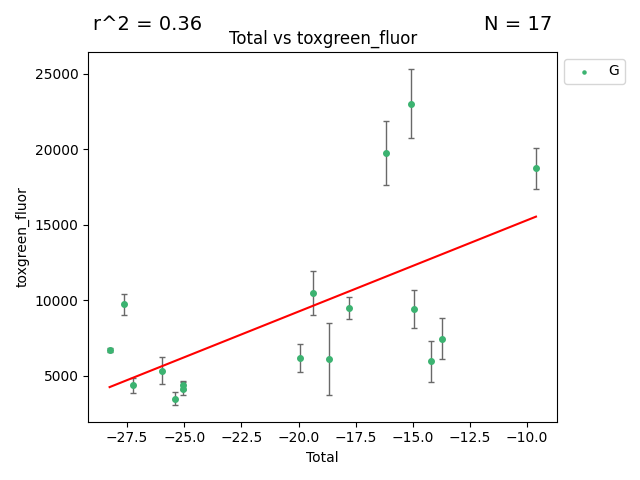 r^2 = 0.36
N = 17
Total vs toxgreen_fluor
G
25000
20000
15000
10000
5000
toxgreen_fluor
−27.5 −25.0 −22.5 −20.0 −17.5 −15.0 −12.5 −10.0
Total